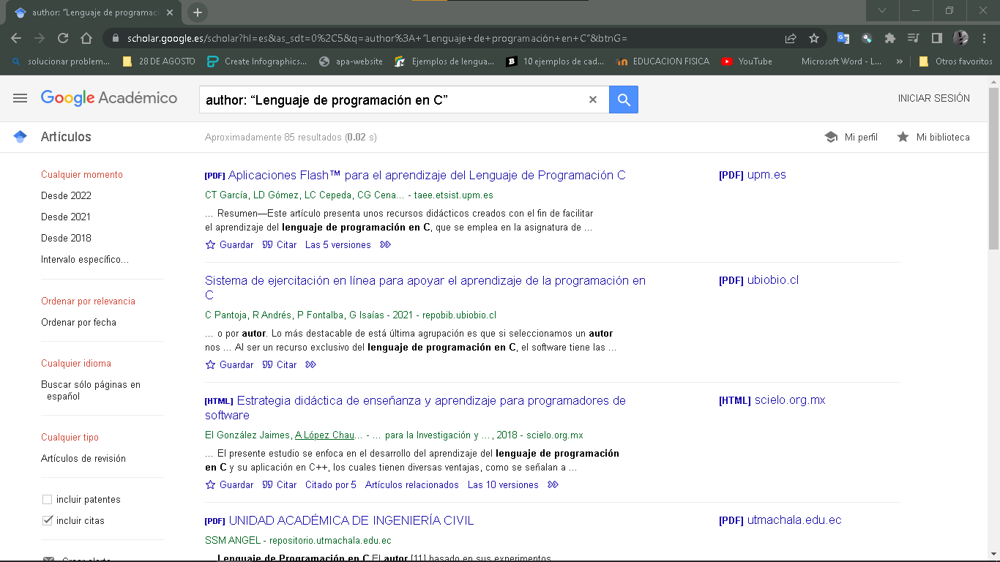 author: "Lenguaje de programaci
scholar.google.es/scholar?hl=es&as_sdt=0%2C5&q=author%3A+"Lenguaje+de+programación+en+C"&btnG=
solucionar problem...
28 DE AGOSTO
Create Infographics...
apa-website
Ejemplos de lengua...
10 ejemplos de cad...
EDUCACION FISICA
YouTube
Microsoft Word - L...
»
Otros favoritos
Google Académico
author: “Lenguaje de programación en C”
INICIAR SESIÓN
Artículos
Aproximadamente 85 resultados (0.02 s)
Mi perfil
Mi biblioteca
Cualquier momento
Desde 2022
Desde 2021
Desde 2018
Intervalo específico...
Ordenar por relevancia
Ordenar por fecha
Cualquier idioma
Buscar sólo páginas en
español
Cualquier tipo
Artículos de revisión
incluir patentes
incluir citas
Crear alerta
[PDF] Aplicaciones Flash™ para el aprendizaje del Lenguaje de Programación C
[PDF] upm.es
CT García, LD Gómez, LC Cepeda, CG Cena... - taee.etsist.upm.es
... Resumen—Este artículo presenta unos recursos didácticos creados con el fin de facilitar
el aprendizaje del lenguaje de programación en C, que se emplea en la asignatura de ...
Guardar Citar Las 5 versiones
Sistema de ejercitación en línea para apoyar el aprendizaje de la programación en
C
[PDF] ubiobio.cl
C Pantoja, R Andrés, P Fontalba, G Isaías - 2021 - repobib.ubiobio.cl
... o por autor. Lo más destacable de está última agrupación es que si seleccionamos un autor
nos ... Al ser un recurso exclusivo del lenguaje de programación en C, el software tiene las ...
Guardar Citar
[HTML] Estrategia didáctica de enseñanza y aprendizaje para programadores de
software
[HTML] scielo.org.mx
EI González Jaimes, A López Chau... - ... para la Investigación y ..., 2018 - scielo.org.mx
... El presente estudio se enfoca en el desarrollo del aprendizaje del lenguaje de programación
en C y su aplicación en C++, los cuales tienen diversas ventajas, como se señalan a ...
Guardar Citar Citado por 5 Artículos relacionados Las 10 versiones
[PDF] UNIDAD ACADÉMICA DE INGENIERÍA CIVIL
[PDF] utmachala.edu.ec
SSM ANGEL - repositorio.utmachala.edu.ec
Lenguaje de Programación en C El autor [11] basado en sus experimentos